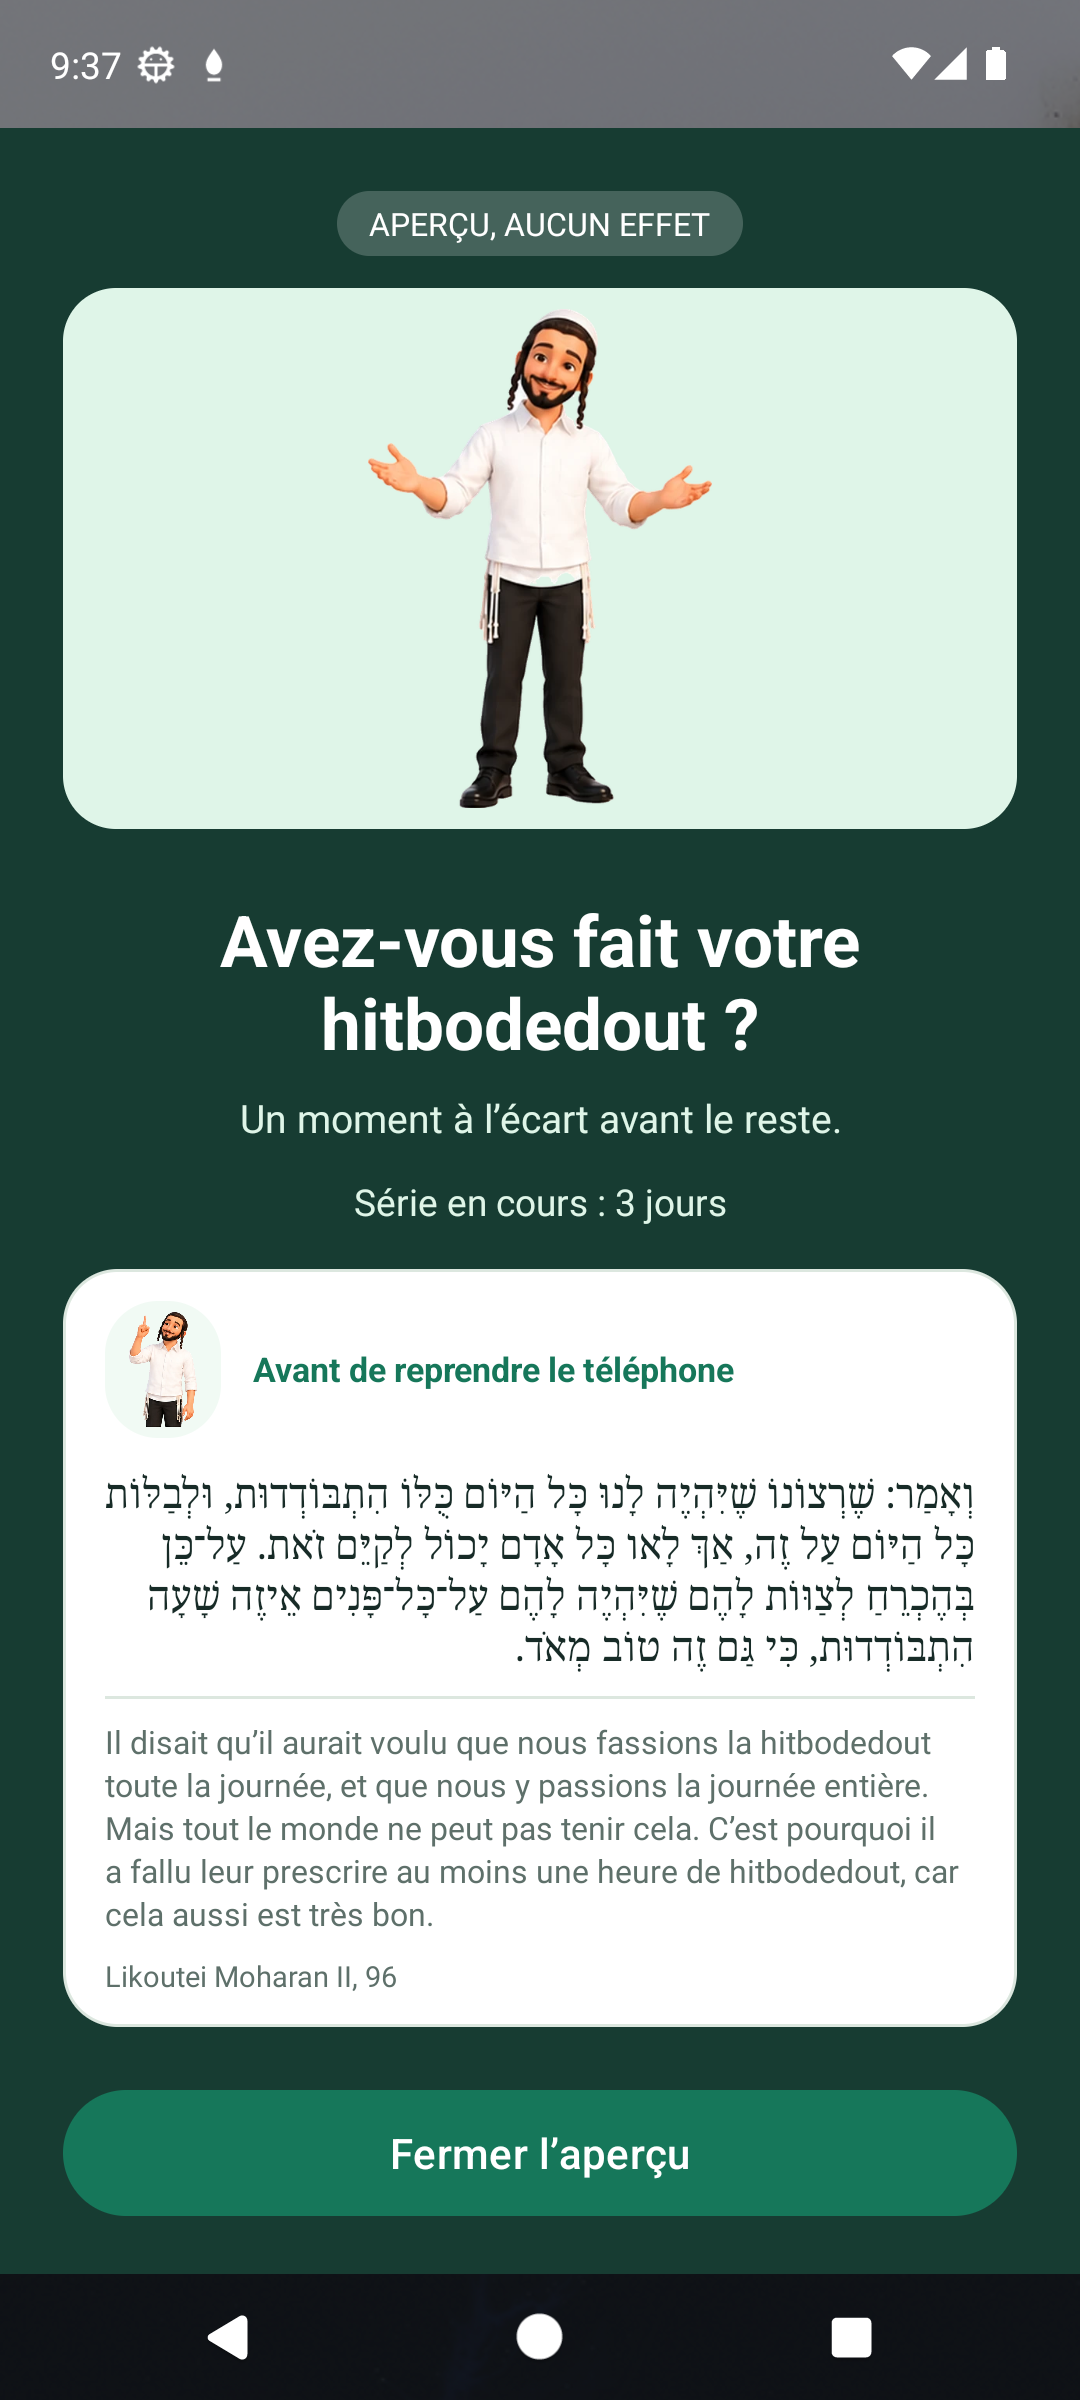 9:37
APERÇU, AUCUN EFFET
Avez-vous fait votre
hitbodedout ?
Un moment à l’écart avant le reste.
Série en cours : 3 jours
Avant de reprendre le téléphone
וְאָמַר: שֶׁרְצוֹנוֹ שֶׁיִּהְיֶה לָנוּ כָּל הַיּוֹם כֻּלּוֹ הִתְבּוֹדְדוּת, וּלְבַלּוֹת
כָּל הַיּוֹם עַל זֶה, אַךְ לָאו כָּל אָדָם יָכוֹל לְקַיֵּם זֹאת. עַל־כֵּן
בְּהֶכְרֵחַ לְצַוּוֹת לָהֶם שֶׁיִּהְיֶה לָהֶם עַל־כָּל־פָּנִים אֵיזֶה שָׁעָה
הִתְבּוֹדְדוּת, כִּי גַּם זֶה טוֹב מְאֹד.
Il disait qu’il aurait voulu que nous fassions la hitbodedout
toute la journée, et que nous y passions la journée entière.
Mais tout le monde ne peut pas tenir cela. C’est pourquoi il
a fallu leur prescrire au moins une heure de hitbodedout, car
cela aussi est très bon.
Likoutei Moharan II, 96
Fermer l’aperçu